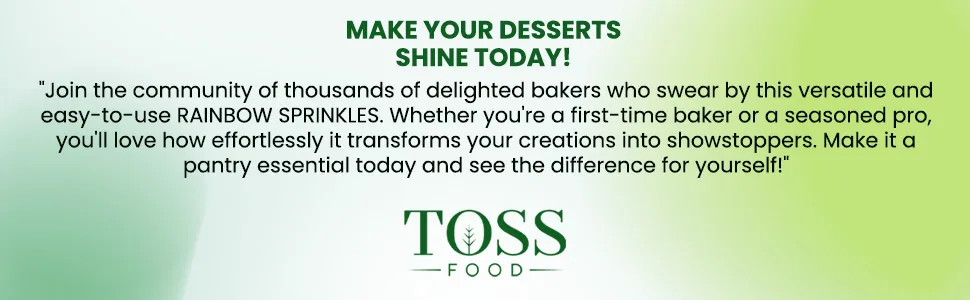 MAKE YOUR DESSERTS
SHINE TODAY!
"Join the community of thousands of delighted bakers who swear by this versatile and
easy-to-use RAINBOW SPRINKLES. Whether you're a first-time baker or a seasoned pro,
you'll love how effortlessly it transforms your creations into showstoppers. Make it a
pantry essential today and see the difference for yourself!"
TOSS
FOOD